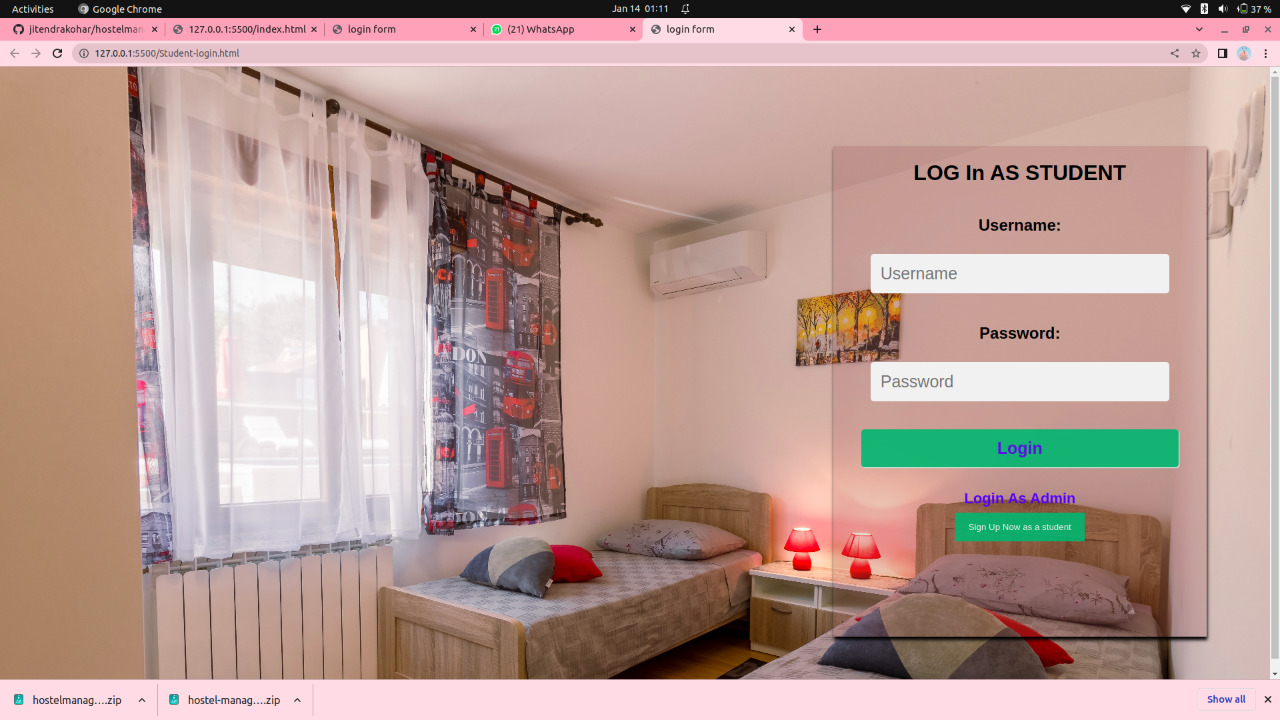 Activities
Google Chrome
Jan 14 01:11
37 %
jitendrakohar/hostelman
127.0.0.1:5500/index.html
login form
(21) WhatsApp
login form
127.0.0.1:5500/Student-login.html
LOG In AS STUDENT
Username:
Username
Password:
Password
Login
Login As Admin
Sign Up Now as a student
DON
hostelmanag....zip
hostel-manag....zip
Show all